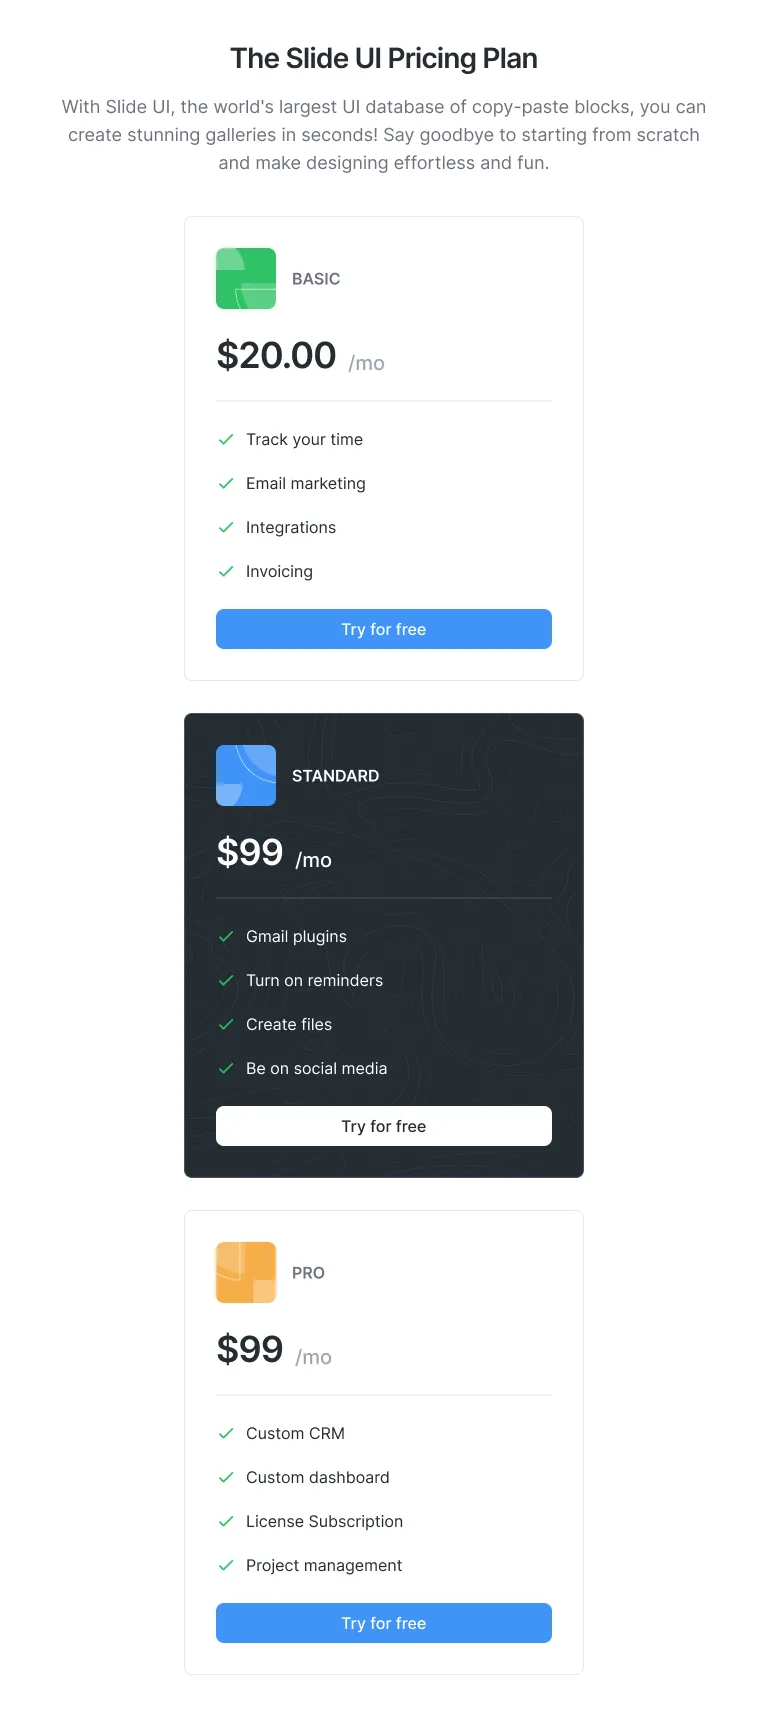 The Slide UI Pricing Plan
With Slide UI, the world's largest UI database of copy-paste blocks, you can
create stunning galleries in seconds! Say goodbye to starting from scratch
and make designing effortless and fun.
BASIC
$20.00 /mo
Track your time
Email marketing
Integrations
Invoicing
Try for free
STANDARD
$99 /mo
Gmail plugins
Turn on reminders
Create files
Be on social media
Try for free
PRO
$99 /mo
Custom CRM
Custom dashboard
License Subscription
Project management
Try for free